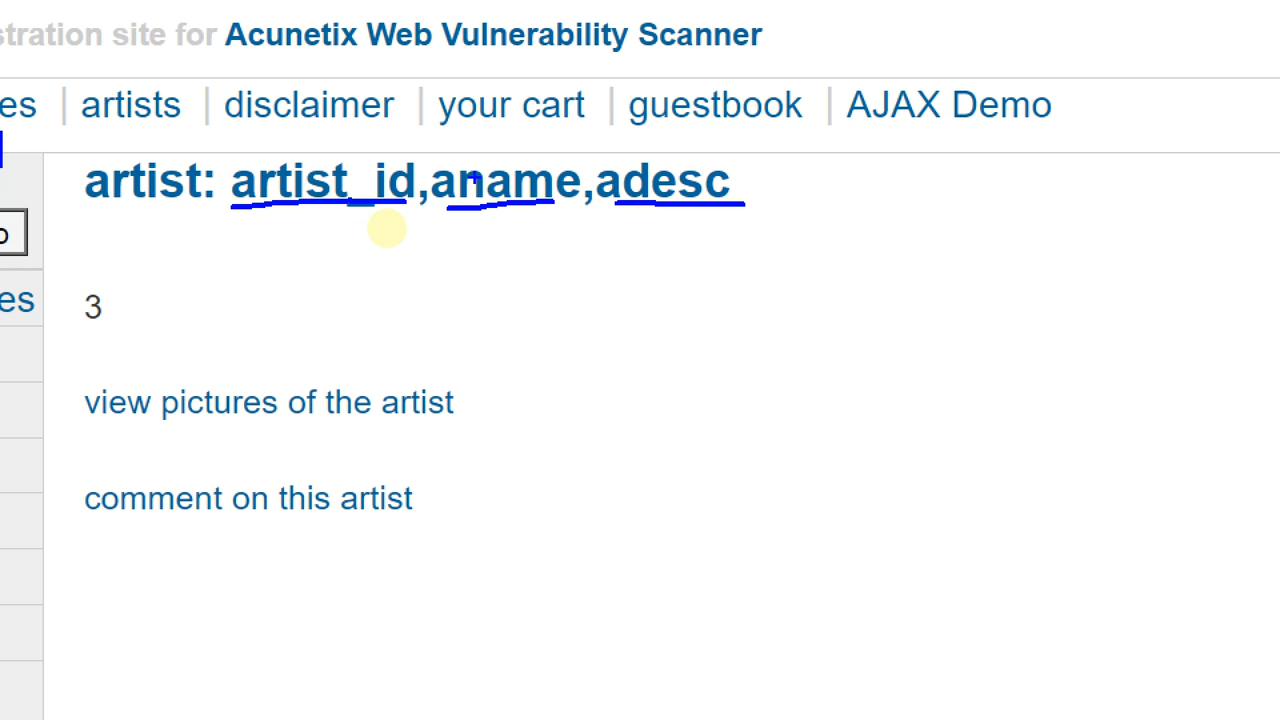 stration site for Acunetix Web Vulnerability Scanner
es | artists | disclaimer | your cart | guestbook | AJAX Demo
artist: artist_id,aname,adesc
o
3
es
view pictures of the artist
comment on this artist